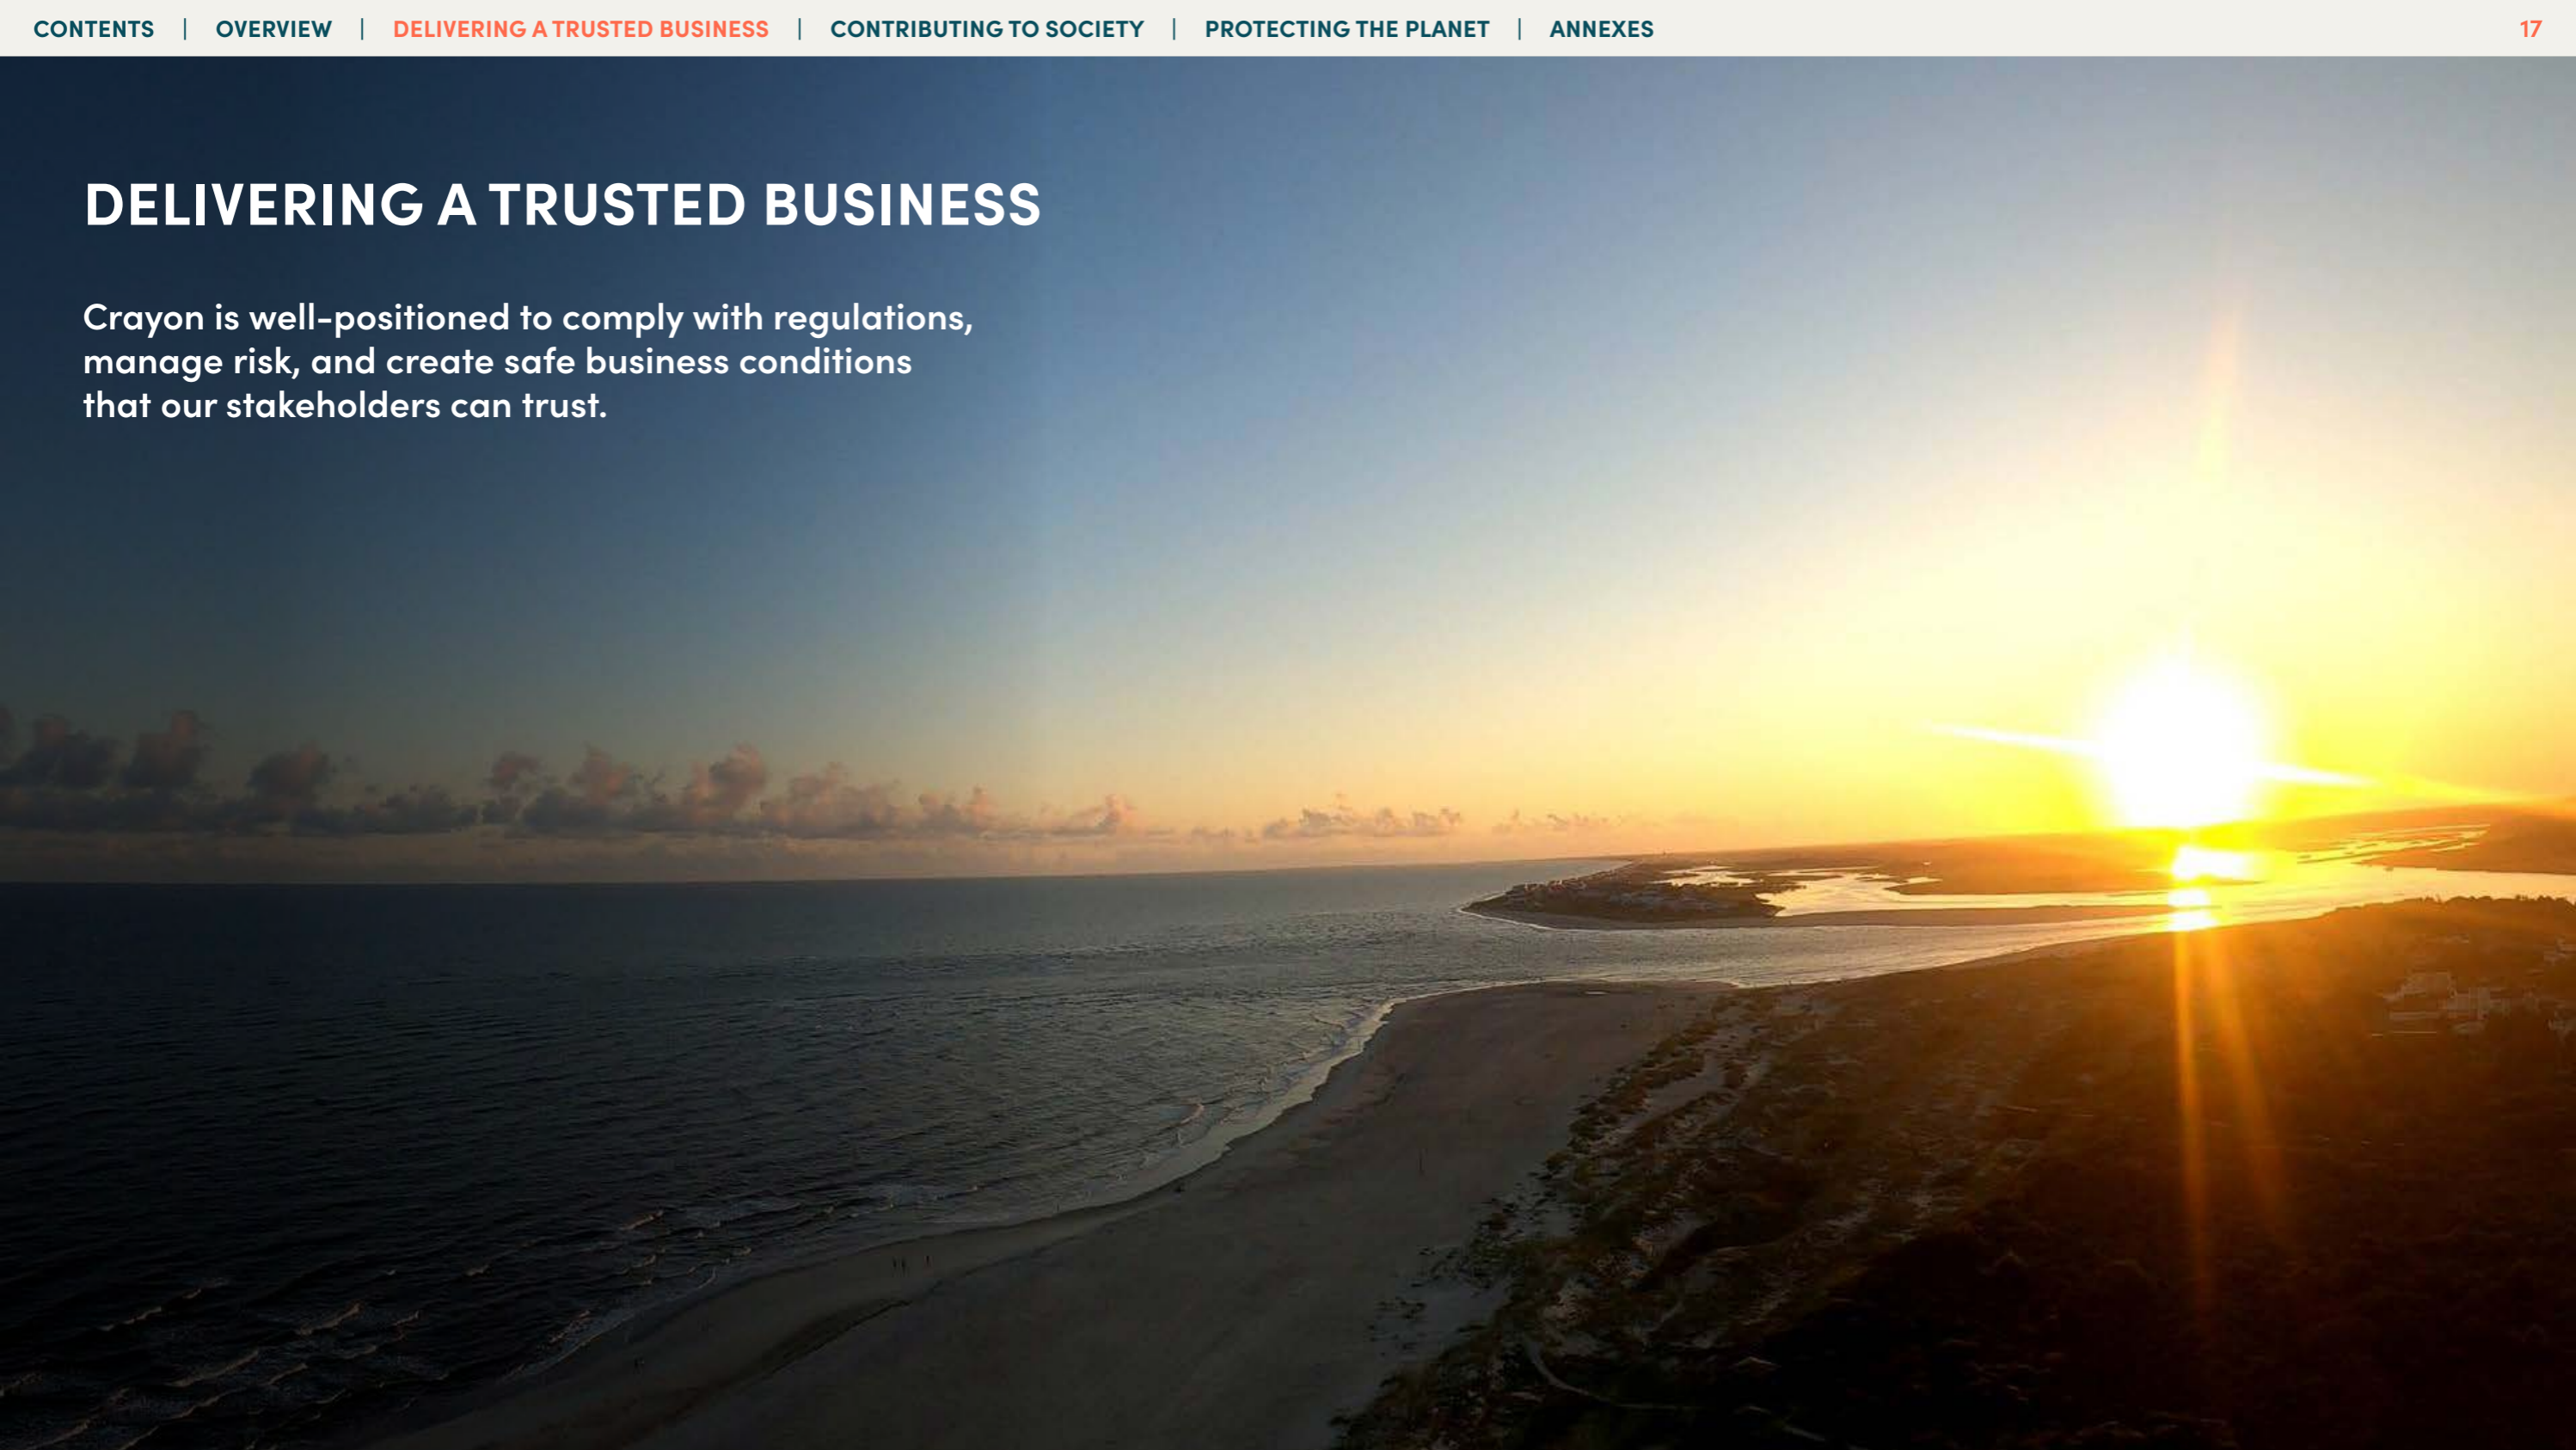 CONTENTS | OVERVIEW | DELIVERING A TRUSTED BUSINESS | CONTRIBUTING TO SOCIETY | PROTECTING THE PLANET | ANNEXES 17
DELIVERING A TRUSTED BUSINESS
Crayon is well-positioned to comply with regulations,
manage risk, and create safe business conditions
that our stakeholders can trust.